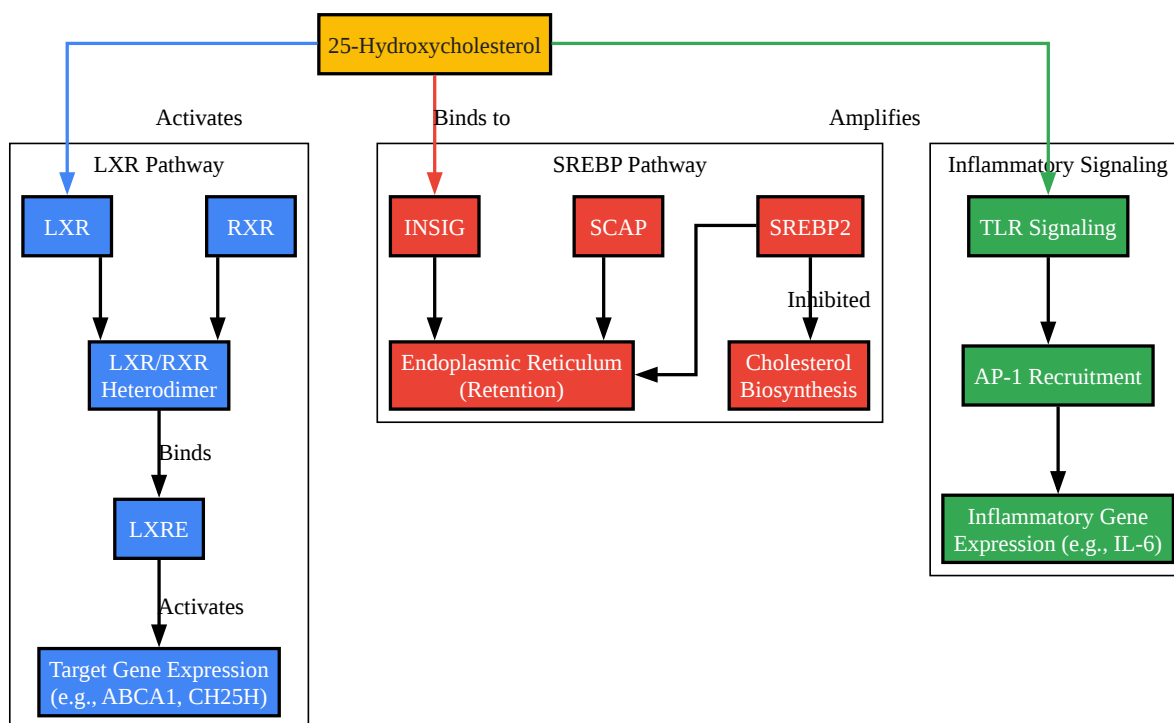 25-Hydroxycholesterol
Activates
Binds to
Amplifies
LXR Pathway
LXR
RXR
LXR/RXR
Heterodimer
Binds
LXRE
Activates
Target Gene Expression
(e.g., ABCA1, CH25H)
SREBP Pathway
INSIG
SCAP
SREBP2
Inhibited
Endoplasmic Reticulum
(Retention)
Cholesterol
Biosynthesis
Inflammatory Signaling
TLR Signaling
AP-1 Recruitment
Inflammatory Gene
Expression (e.g., IL-6)